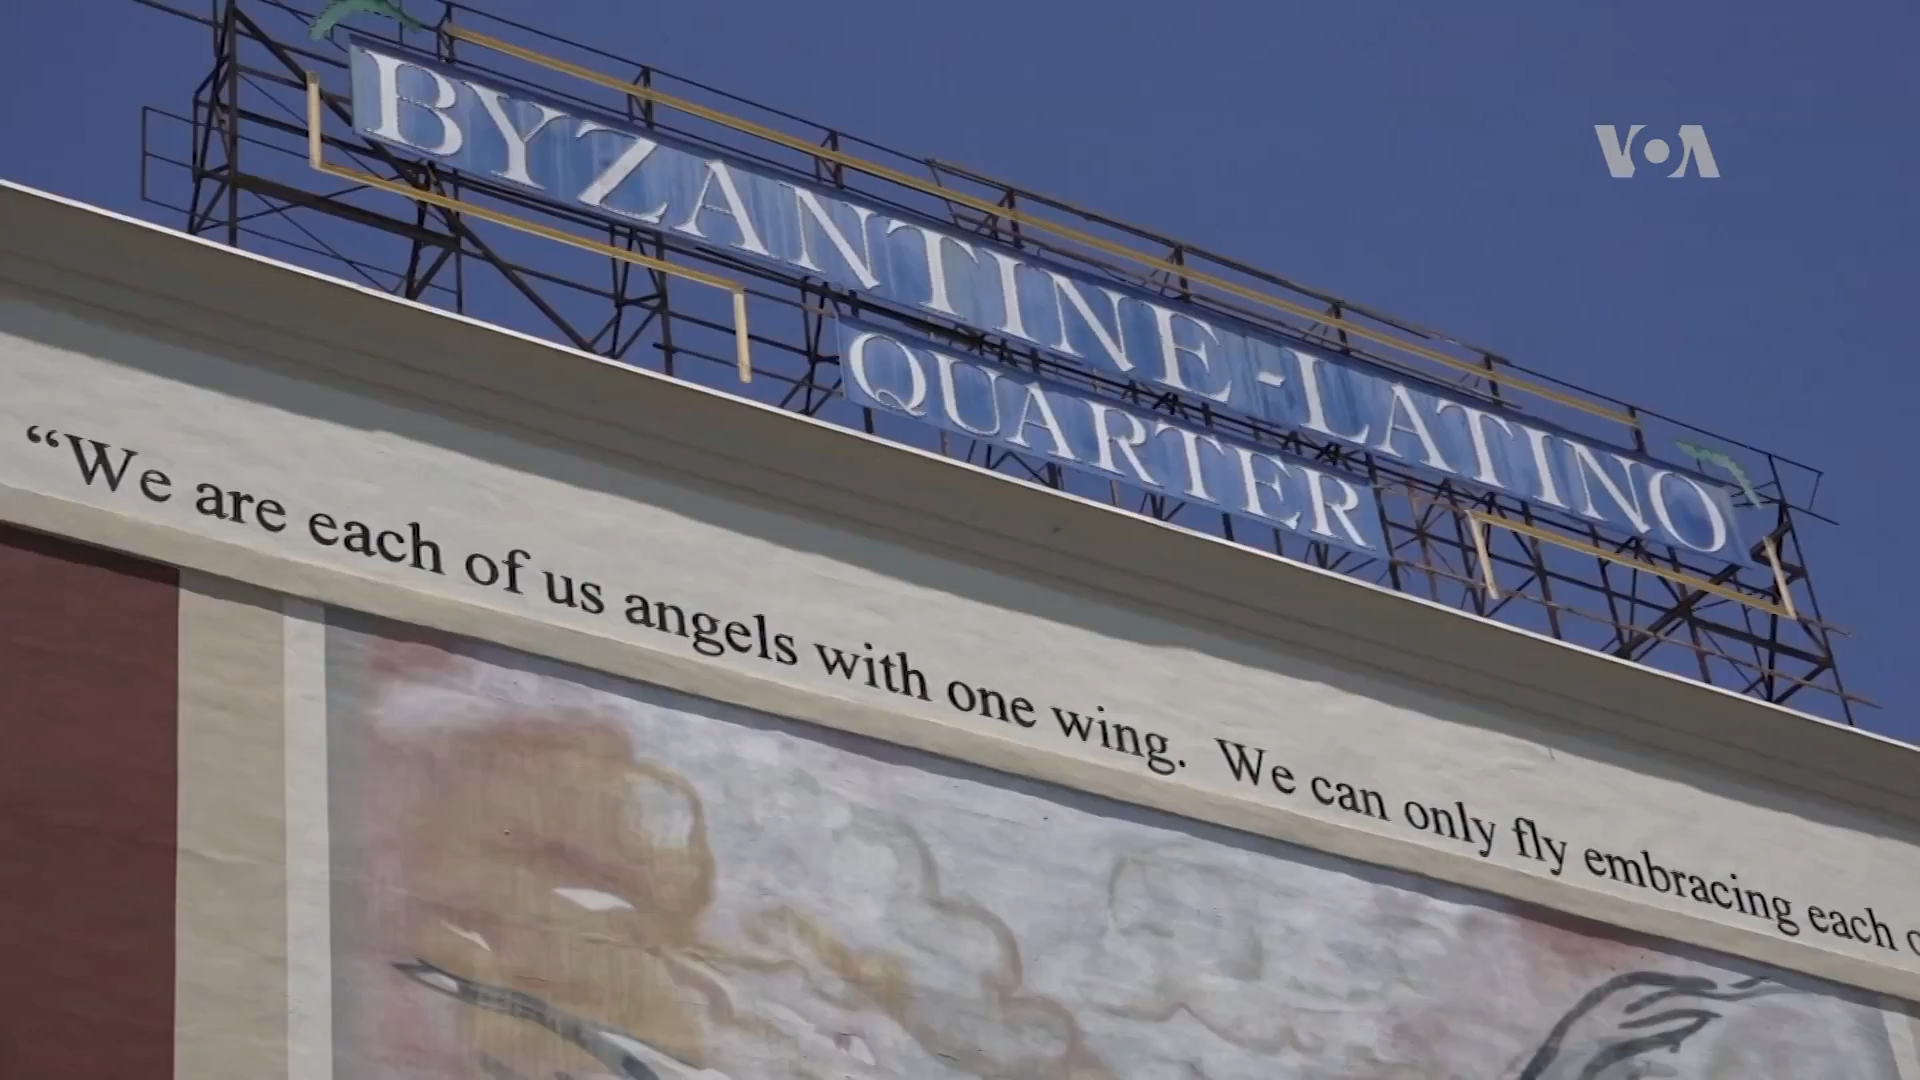 VOA
BYZANTINE-LATINO
QUARTER
“We are each of us angels with one wing. We can only fly embracing each